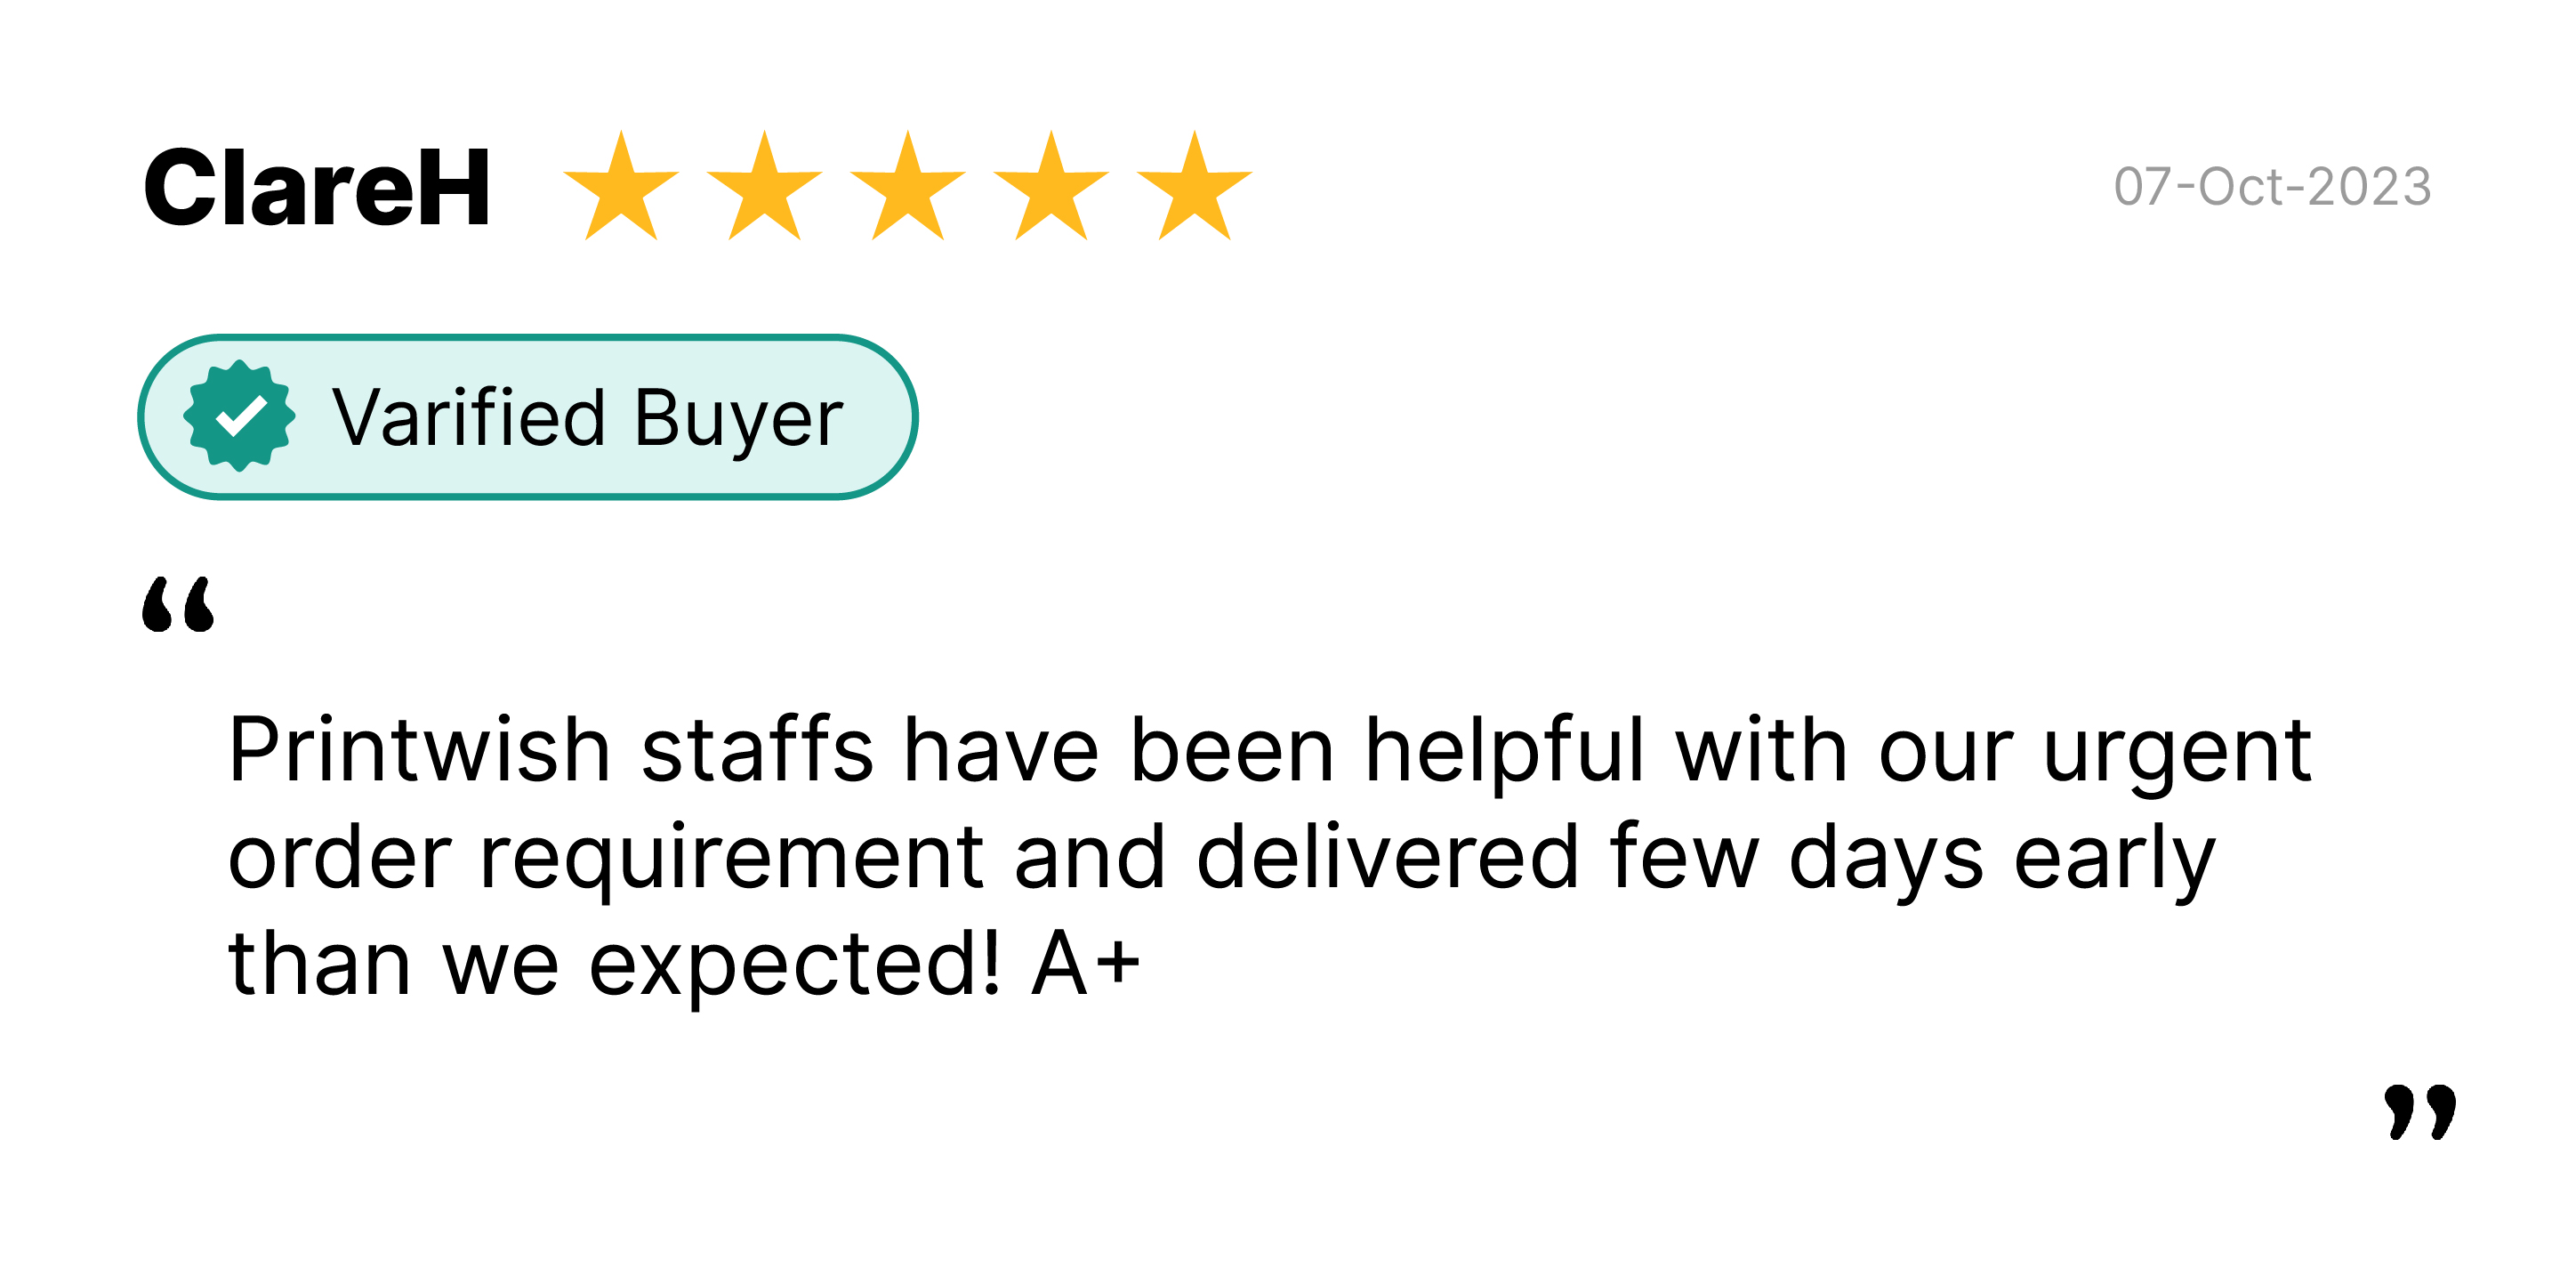 ClareH
07-Oct-2023
Varified Buyer
“
Printwish staffs have been helpful with our urgent
order requirement and delivered few days early
than we expected! A+
”